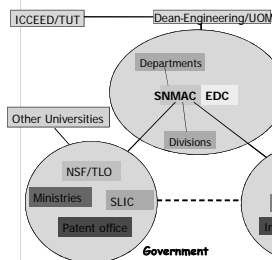 ICCEED/TUT
Dean-Engineering/UOM
Departments
SNMAC EDC
Other Universities
Divisions
NSF/TLO
Ministries
SLIC
Patent office
Government